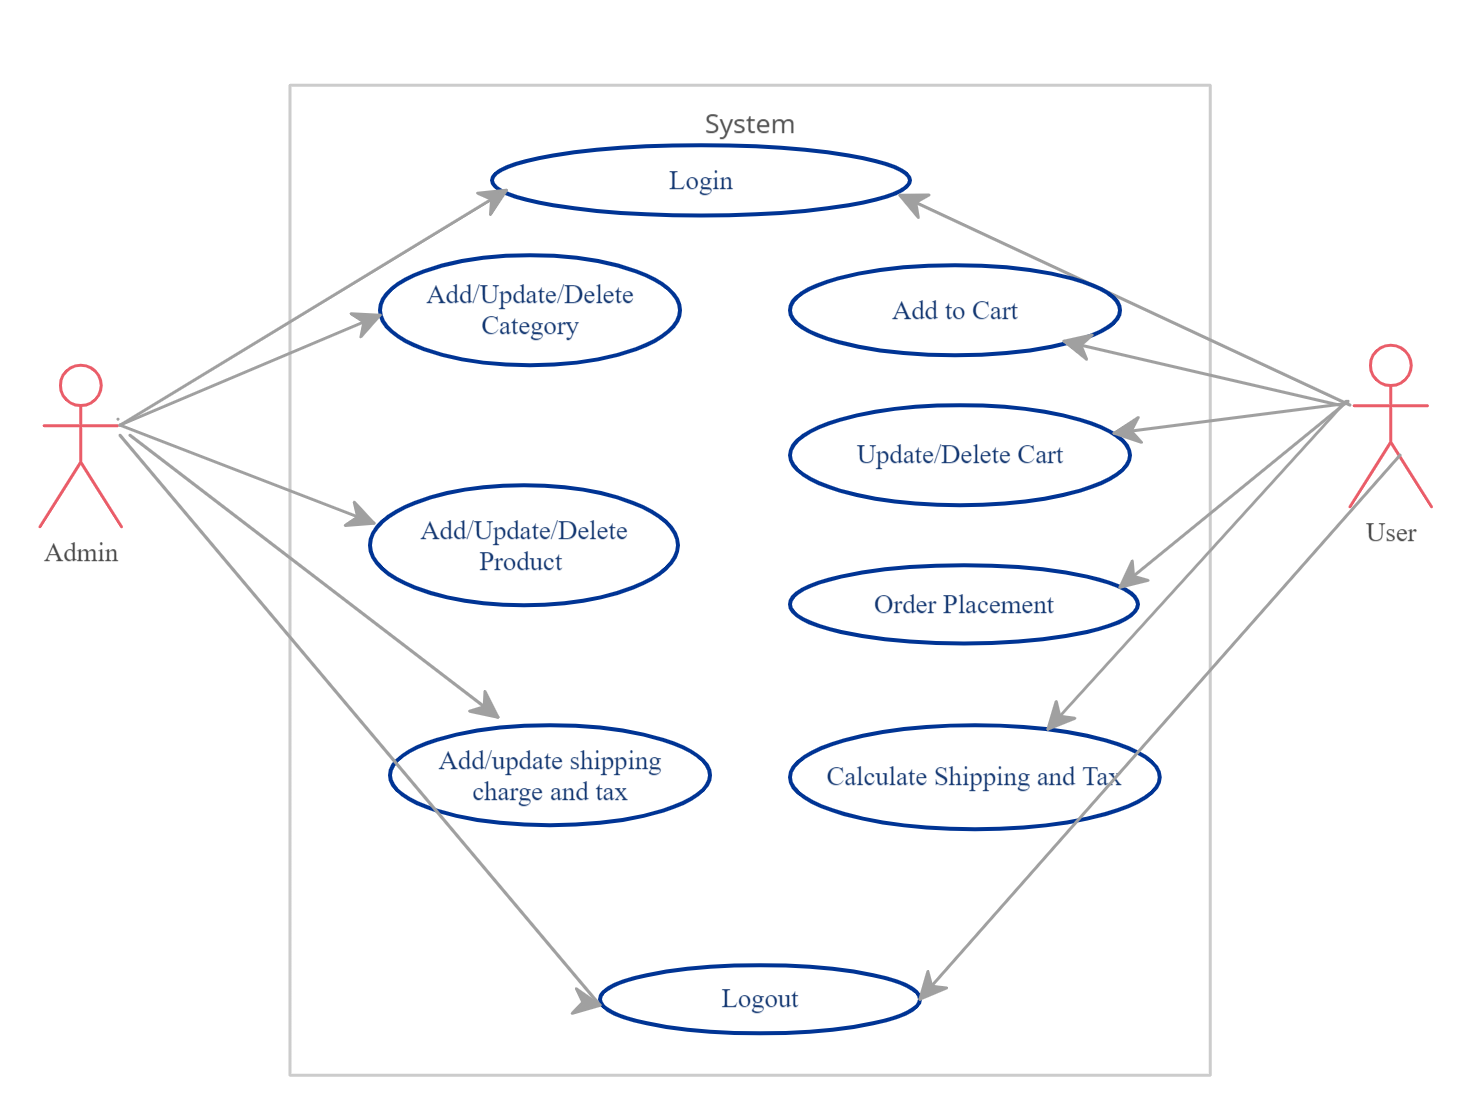 System
Login
Add/Update/Delete
Category
Add to Cart
Update/Delete Cart
Add/Update/Delete
Product
Admin
User
Order Placement
Add/update shipping
charge and tax
Calculate Shipping and Tax
Logout